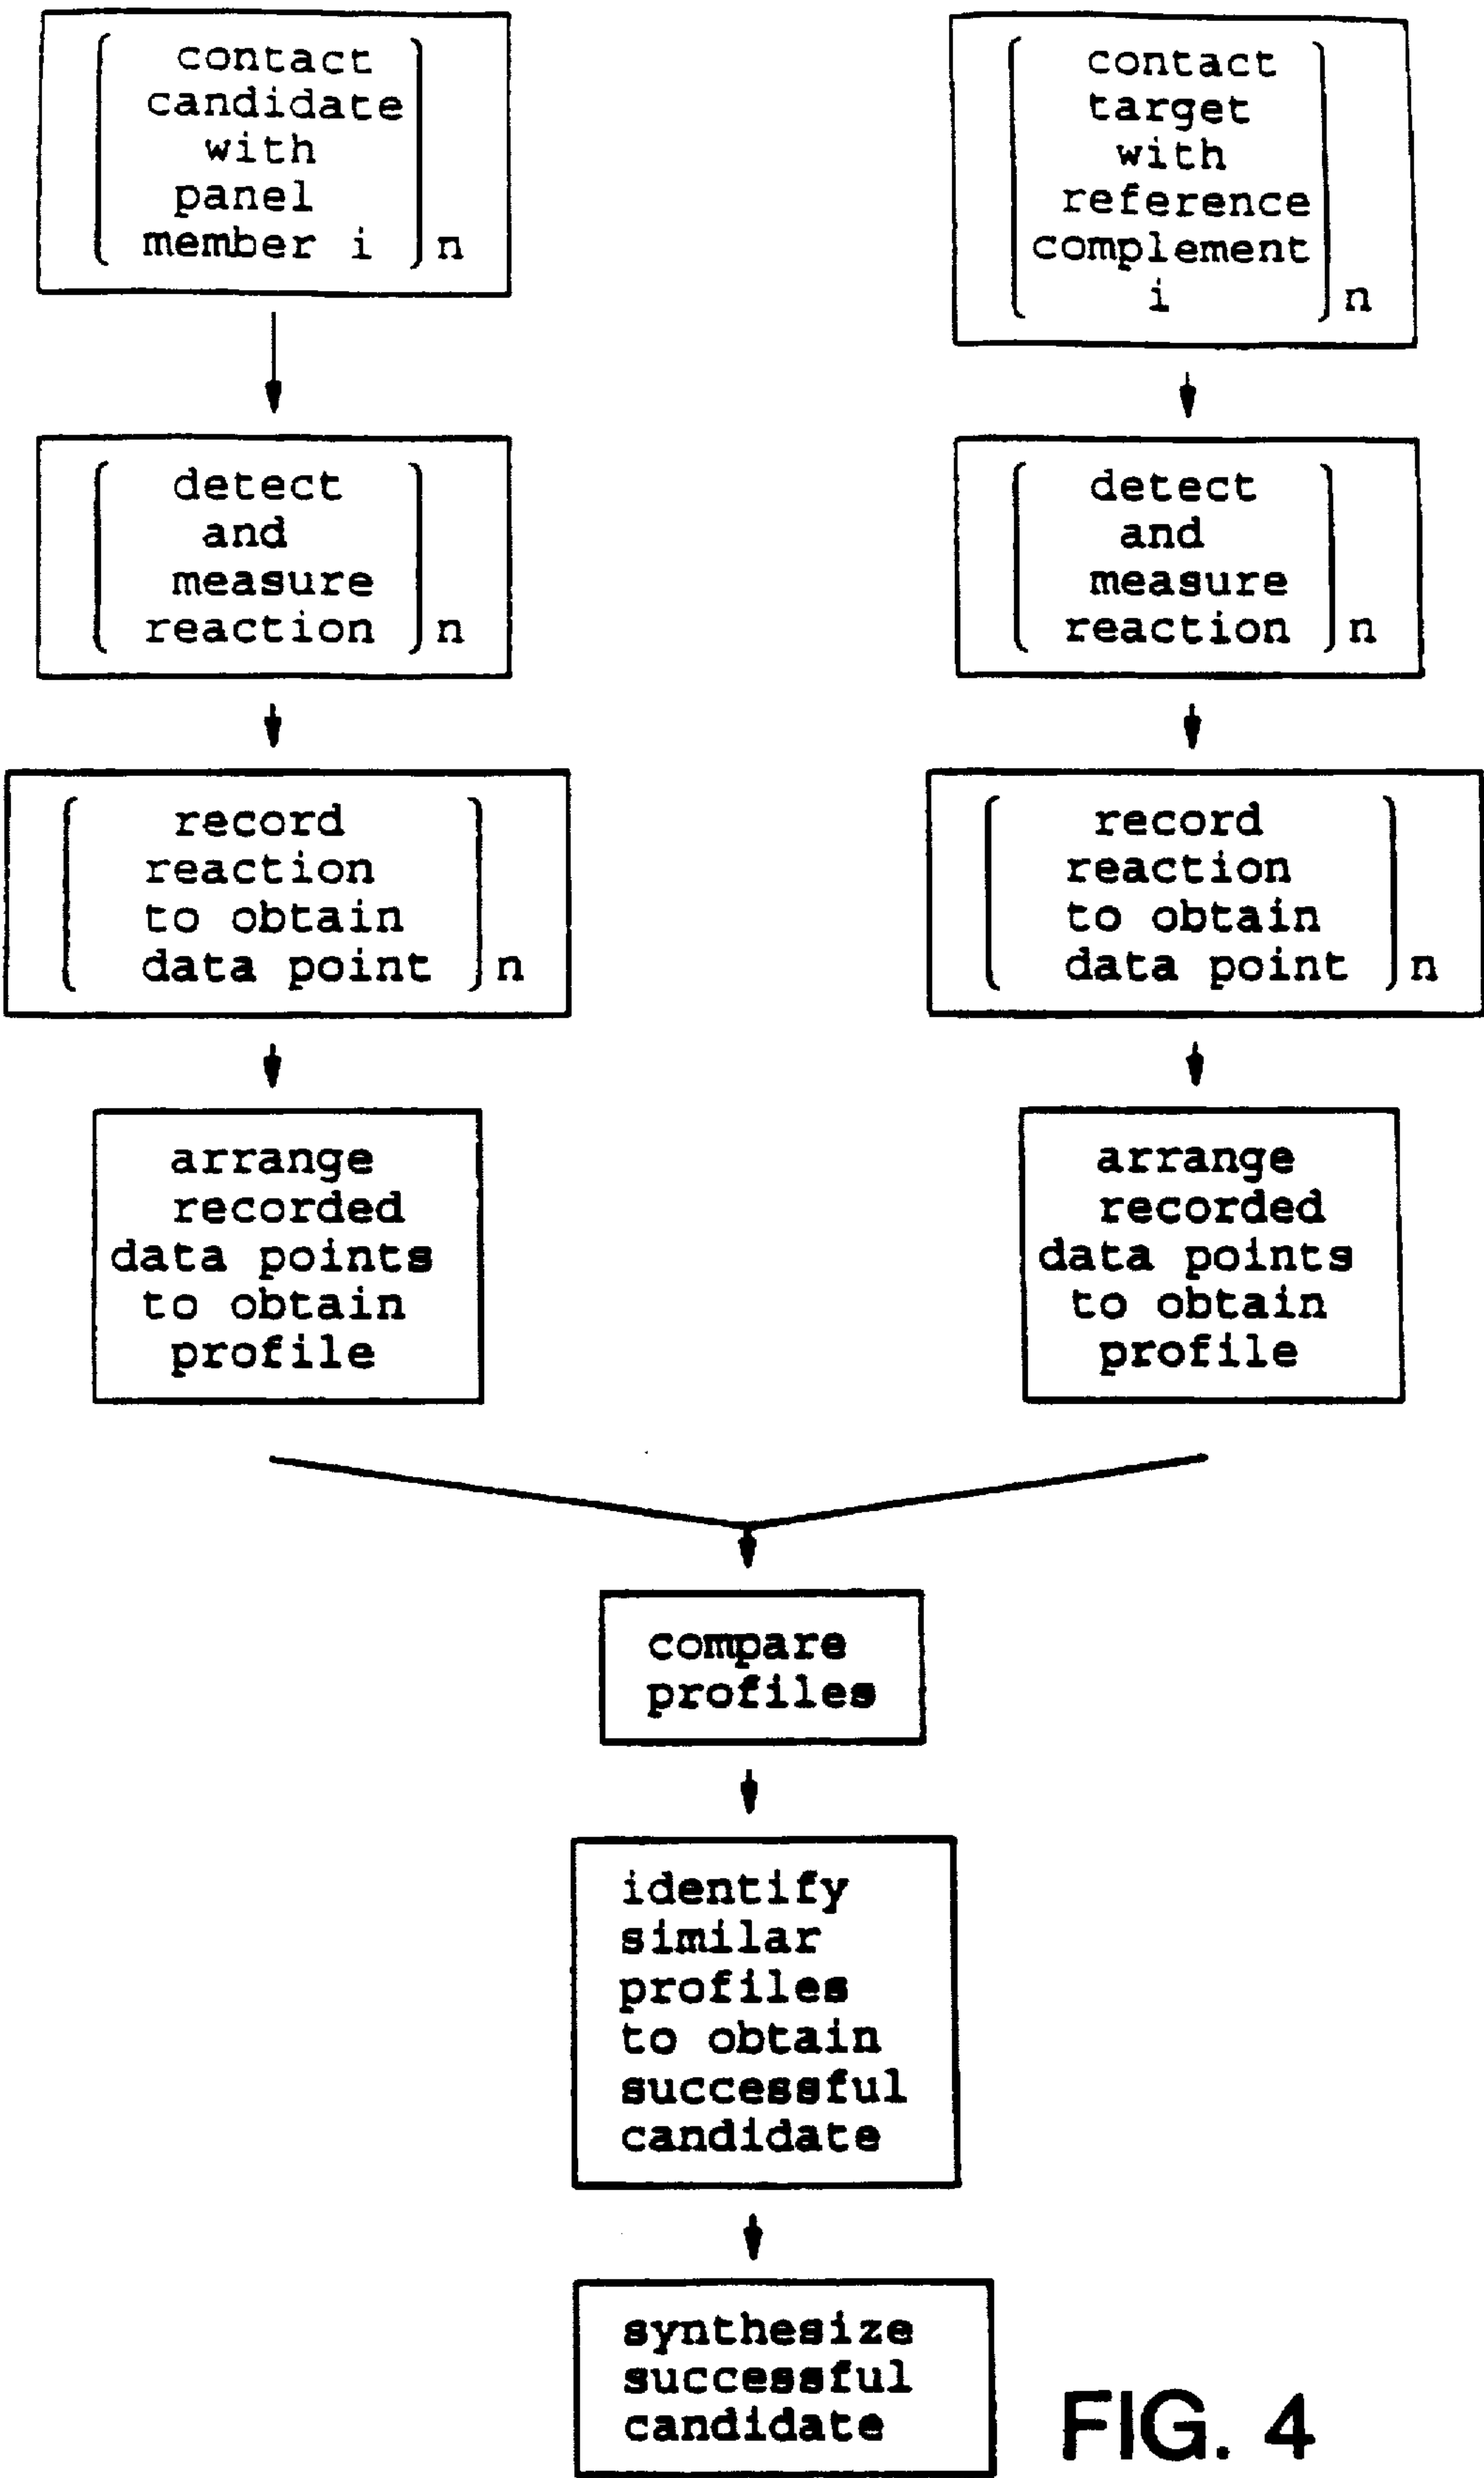 contact
candidate
with
panel
member i n
detect
and
measure
reaction n
record
reaction
to obtain
data point n
arrange
recorded
data points
to obtain
profile
contact
target
with
reference
complement
i n
detect
and
measure
reaction n
record
reaction
to obtain
data point n
arrange
recorded
data points
to obtain
profile
compare
profiles
identify
similar
profiles
to obtain
successful
candidate
synthesize
successful
candidate
FIG. 4